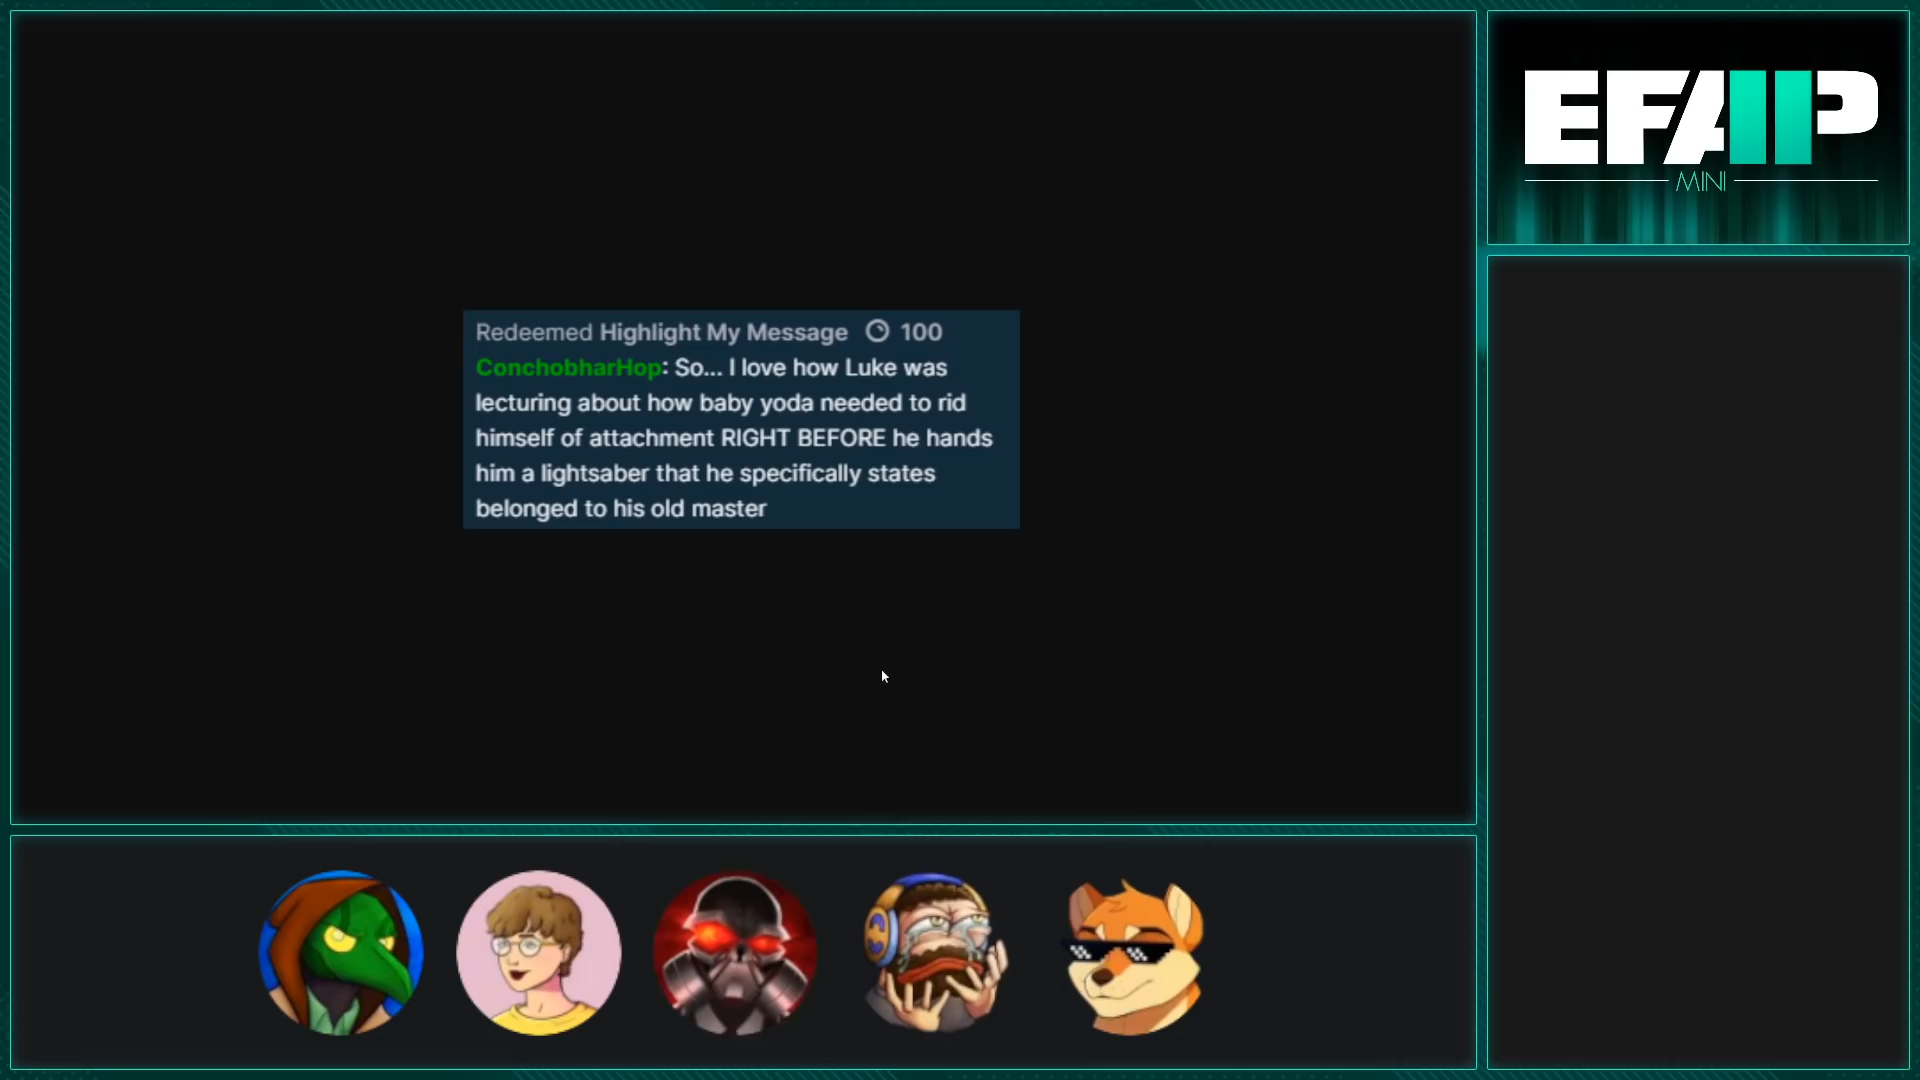 Redeemed Highlight My Message 100
ConchobharHop: So... I love how Luke was
lecturing about how baby yoda needed to rid
himself of attachment RIGHT BEFORE he hands
him a lightsaber that he specifically states
belonged to his old master
EFAP
MINI